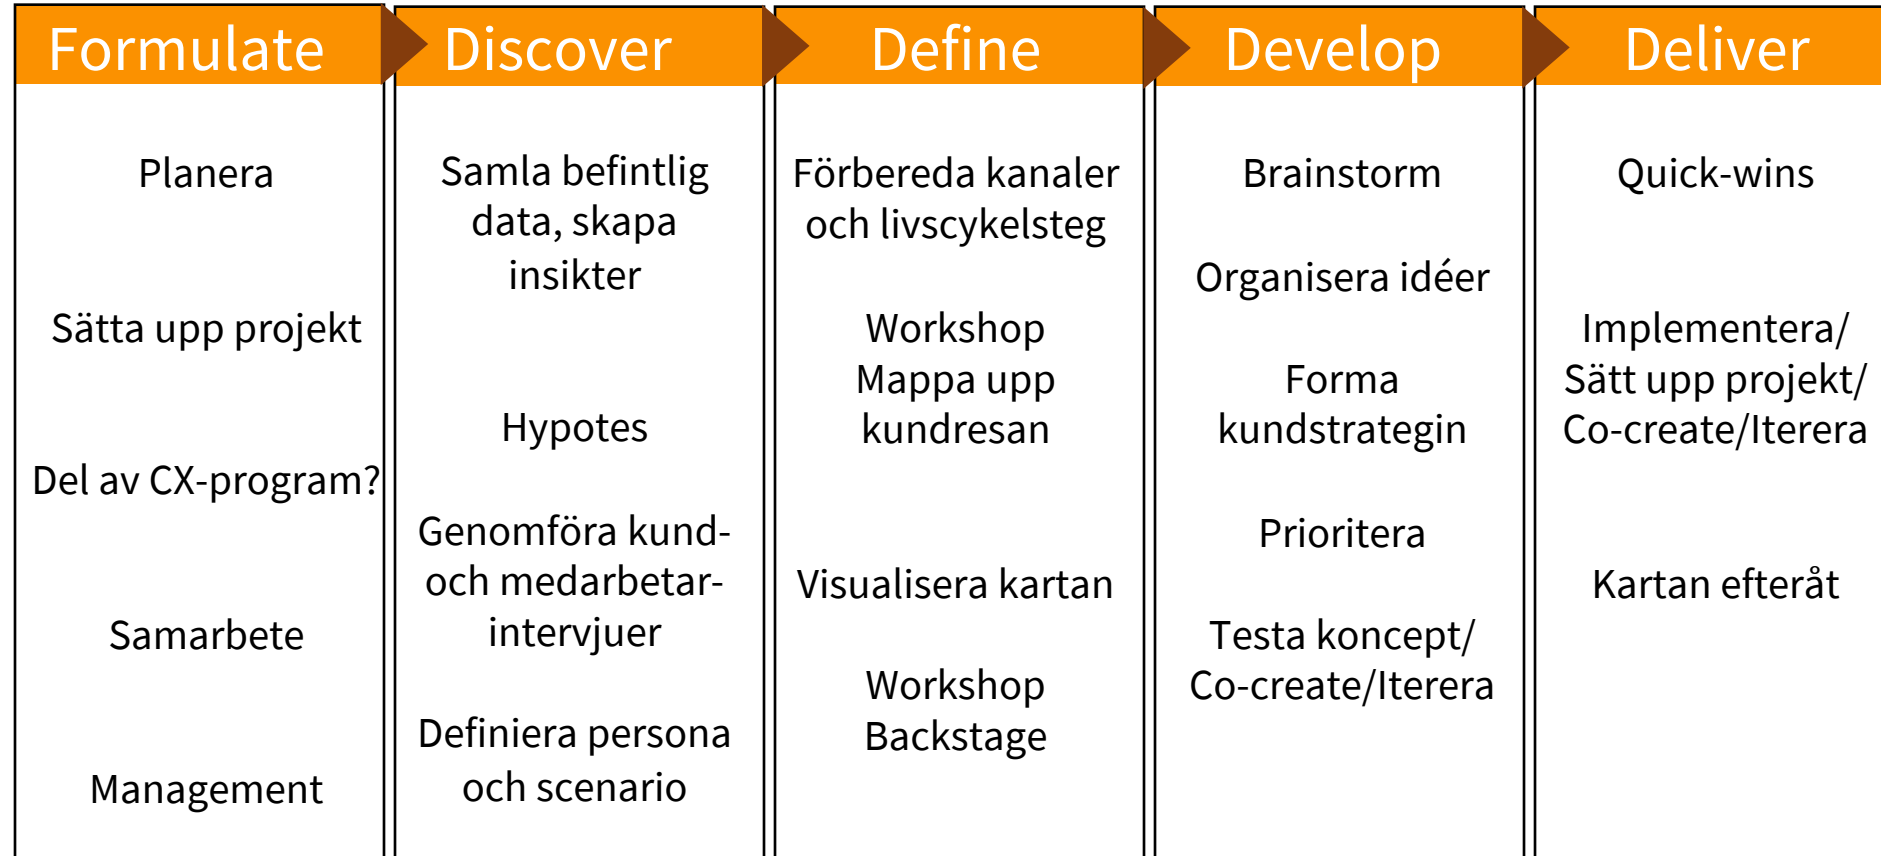 Formulate
Planera
Sätta upp projekt
Del av CX-program?
Samarbete
Management
Discover
Samla befintlig
data, skapa
insikter
Hypotes
Genomföra kund-
och medarbetar-
intervjuer
Definiera persona
och scenario
Define
Förbereda kanaler
och livscykelsteg
Workshop
Mappa upp
kundresan
Visualisera kartan
Workshop
Backstage
Develop
Brainstorm
Organisera idéer
Forma
kundstrategin
Prioritera
Testa koncept/
Co-create/Iterera
Deliver
Quick-wins
Implementera/
Sätt upp projekt/
Co-create/Iterera
Kartan efteråt